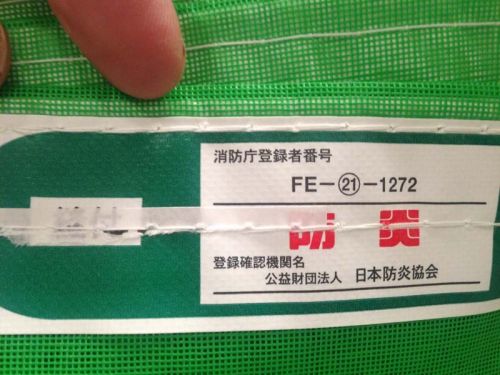 消防庁登録者番号
FE-㉑-1272
防炎
登録確認機関名
公益財団法人 日本防炎協会